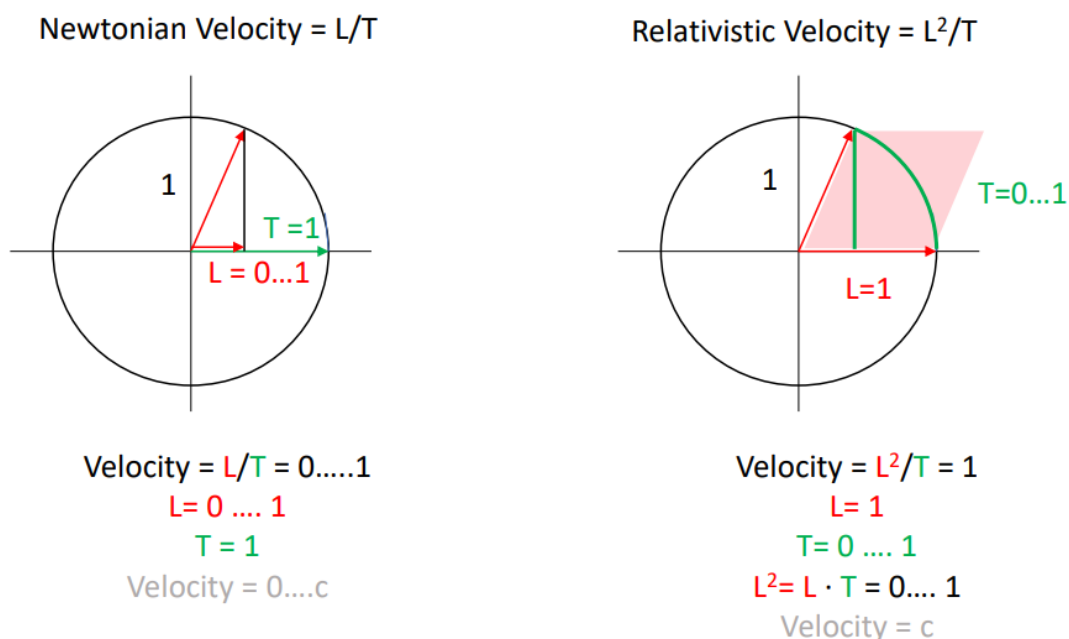 Newtonian Velocity = L/T
1
T =1
L = 0...1
Velocity = L/T = 0.....1
L= 0 .... 1
T = 1
Velocity = 0....c
Relativistic Velocity = L²/T
1
T=0...1
L=1
Velocity = L²/T = 1
L= 1
T= 0 .... 1
L²= L · T = 0.... 1
Velocity = c